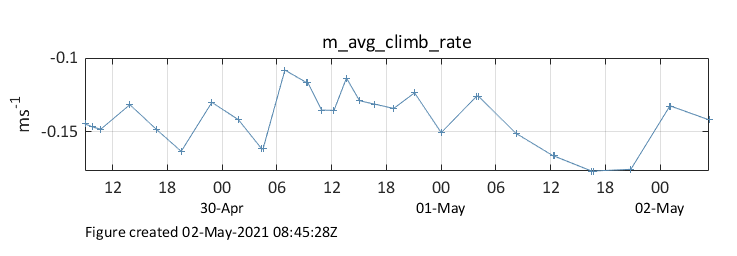 m_avg_climb_rate
-0.1
-0.15
ms-1
12 18 00 06 12 18 00 06 12 18 00
30-Apr 01-May 02-May
Figure created 02-May-2021 08:45:28Z